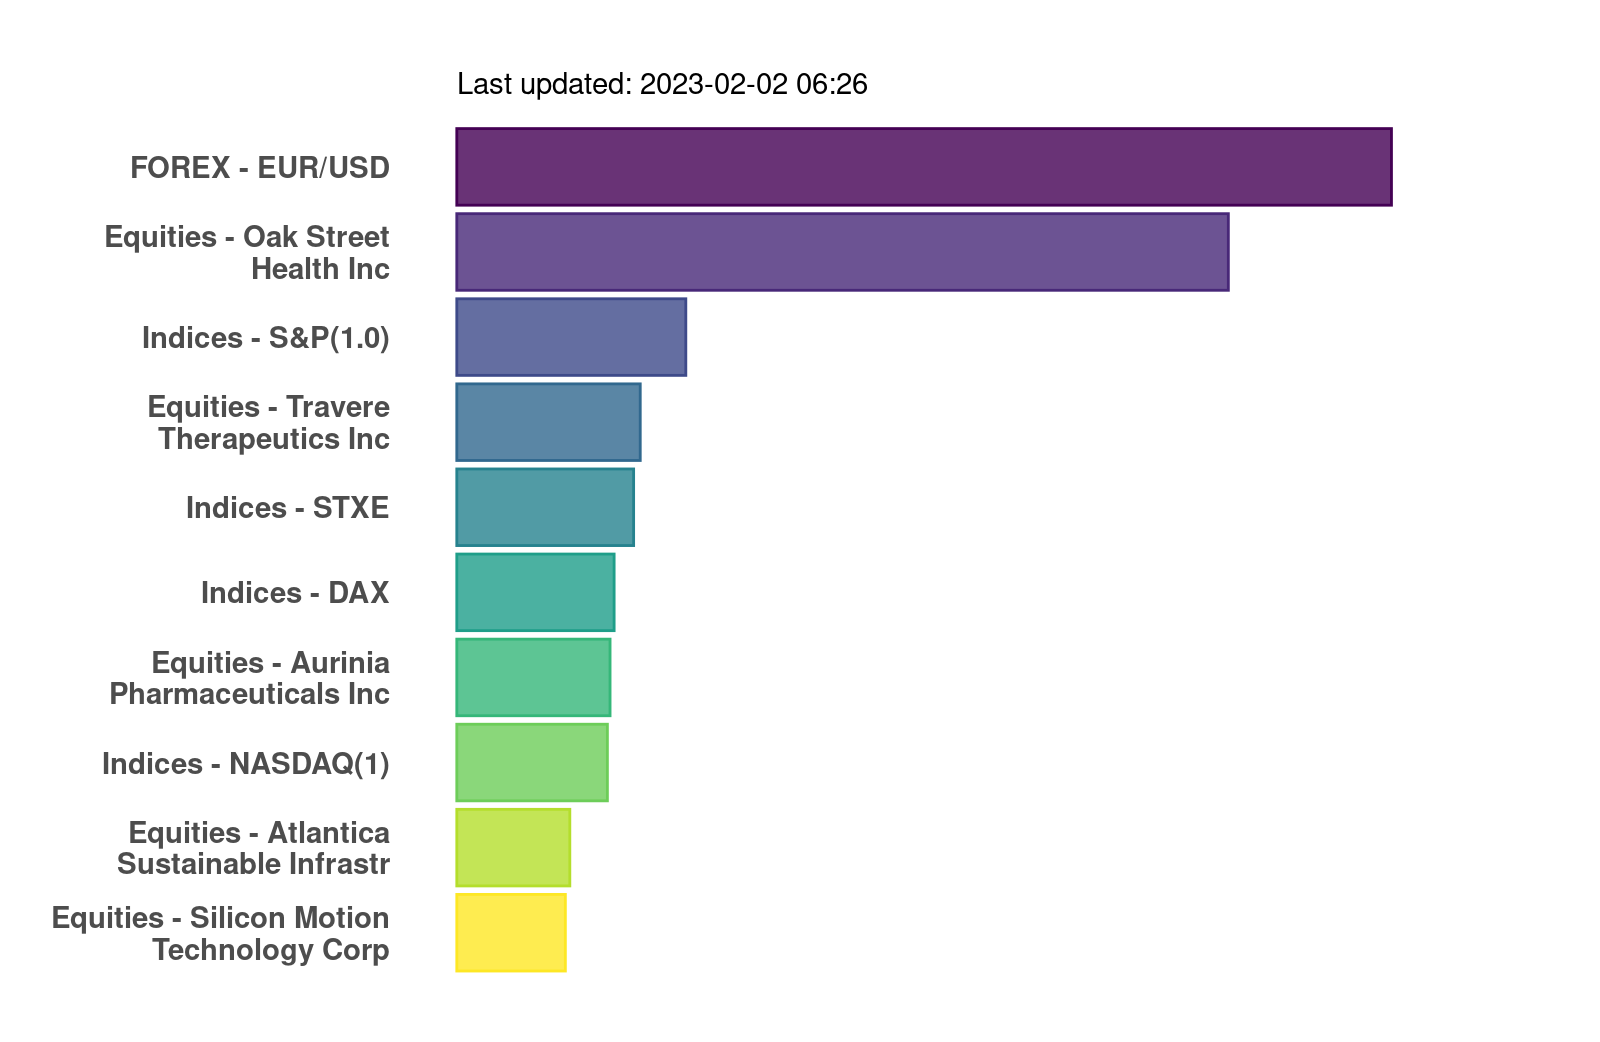 Last updated: 2023-02-02 06:26
FOREX - EUR/USD
Equities - Oak Street
Health Inc
Indices - S&P(1.0)
Equities - Travere
Therapeutics Inc
Indices - STXE
Indices - DAX
Equities - Aurinia
Pharmaceuticals Inc
Indices - NASDAQ(1)
Equities - Atlantica
Sustainable Infrastr
Equities - Silicon Motion
Technology Corp